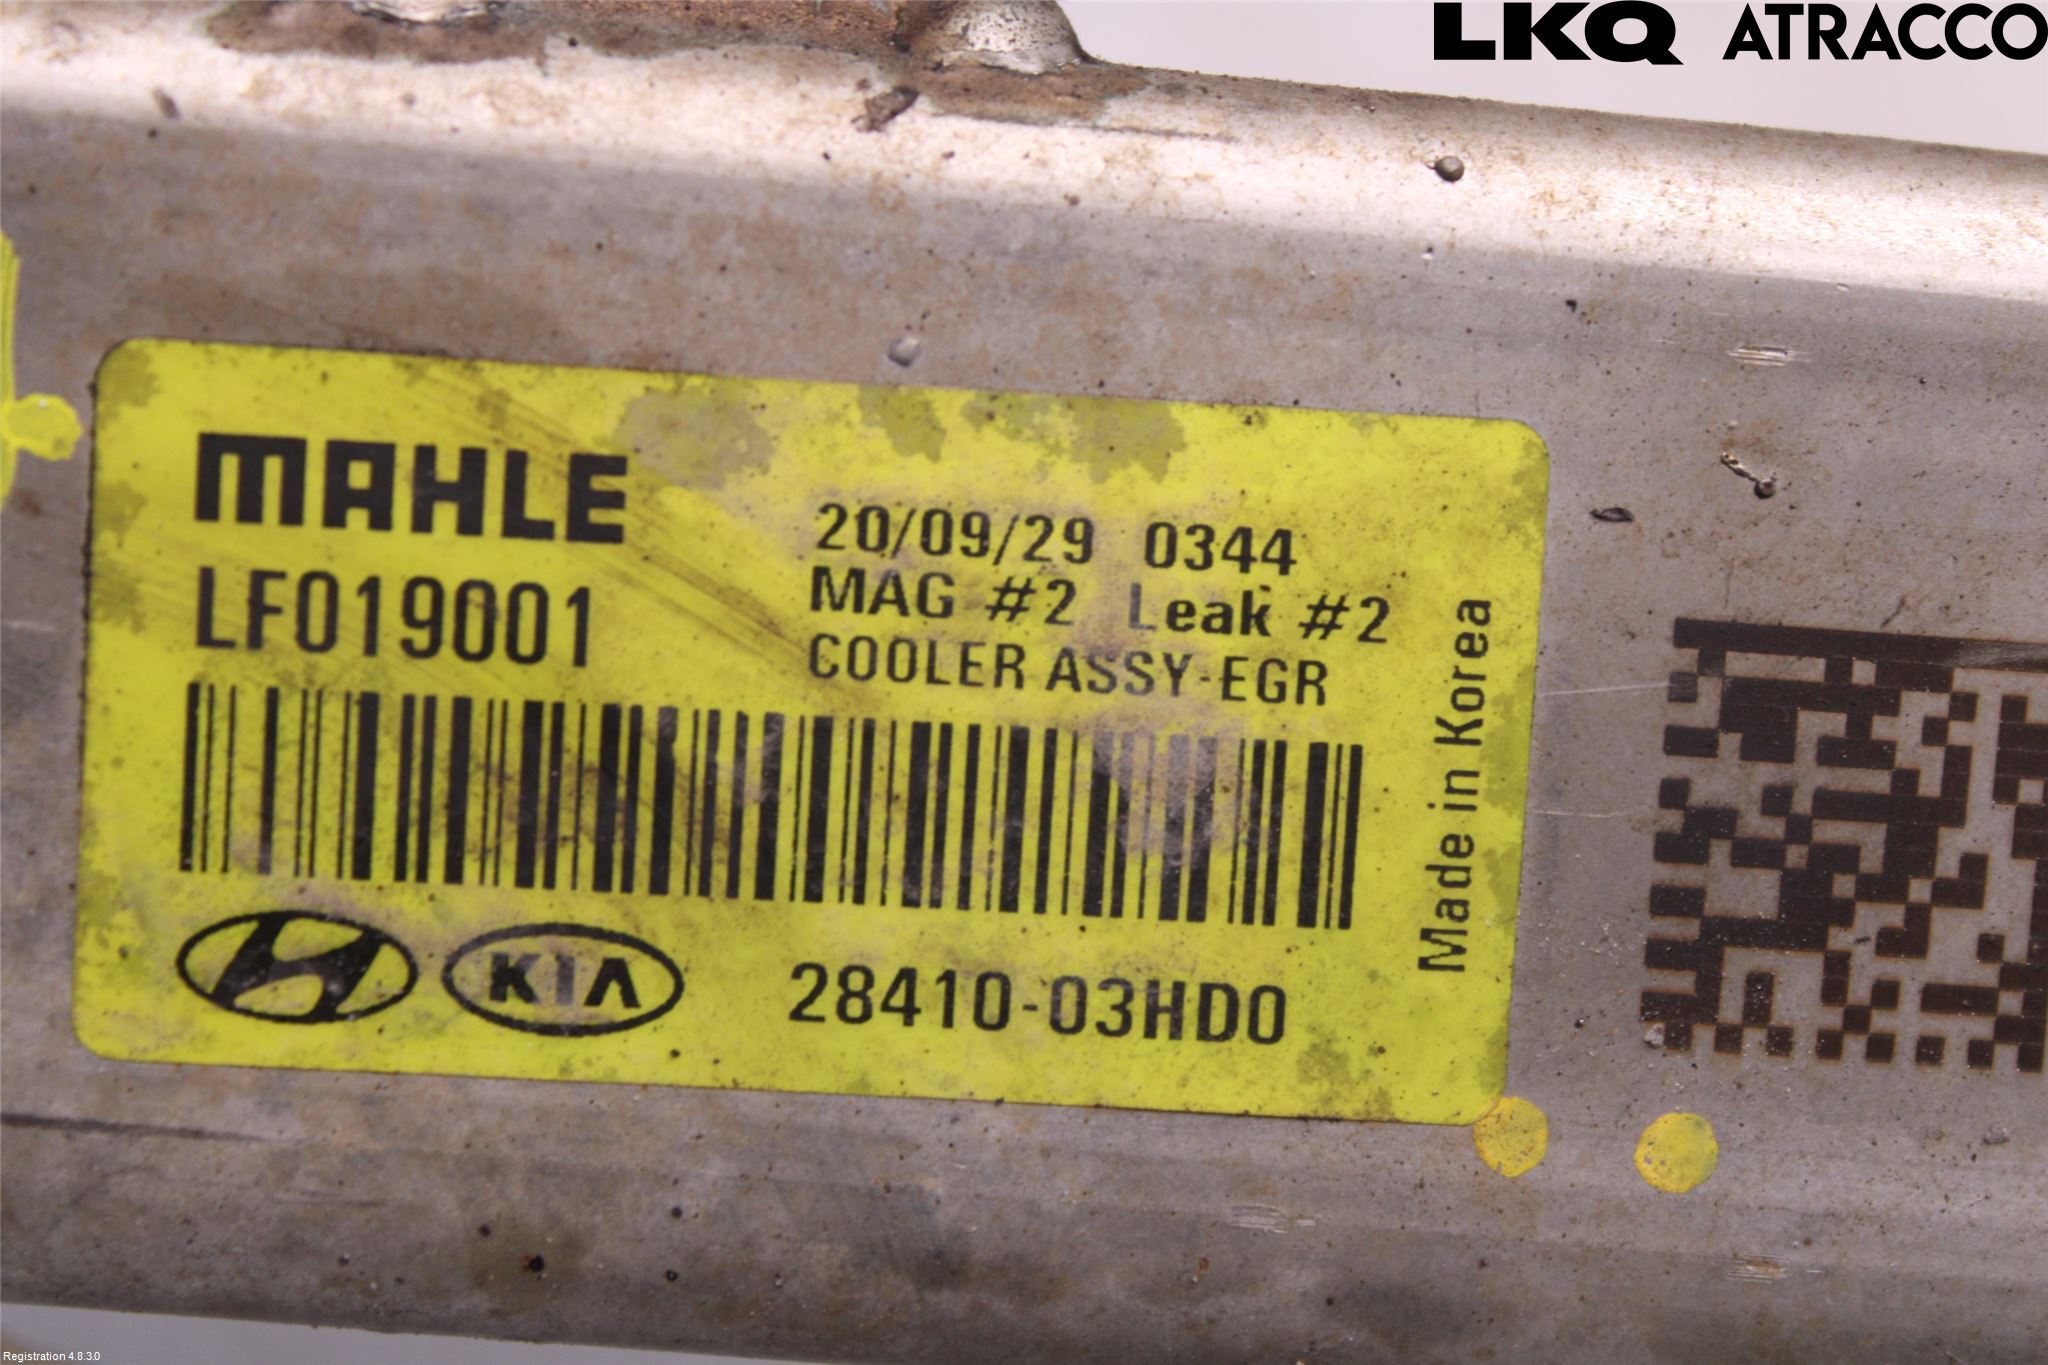 LKQ ATRACCO
MAHLE
LF019001
20/09/29 0344
MAG #2 Leak #2
COOLER ASSY-EGR
Made in Korea
KIA
28410-03HD0
Registration 4.8.3.0